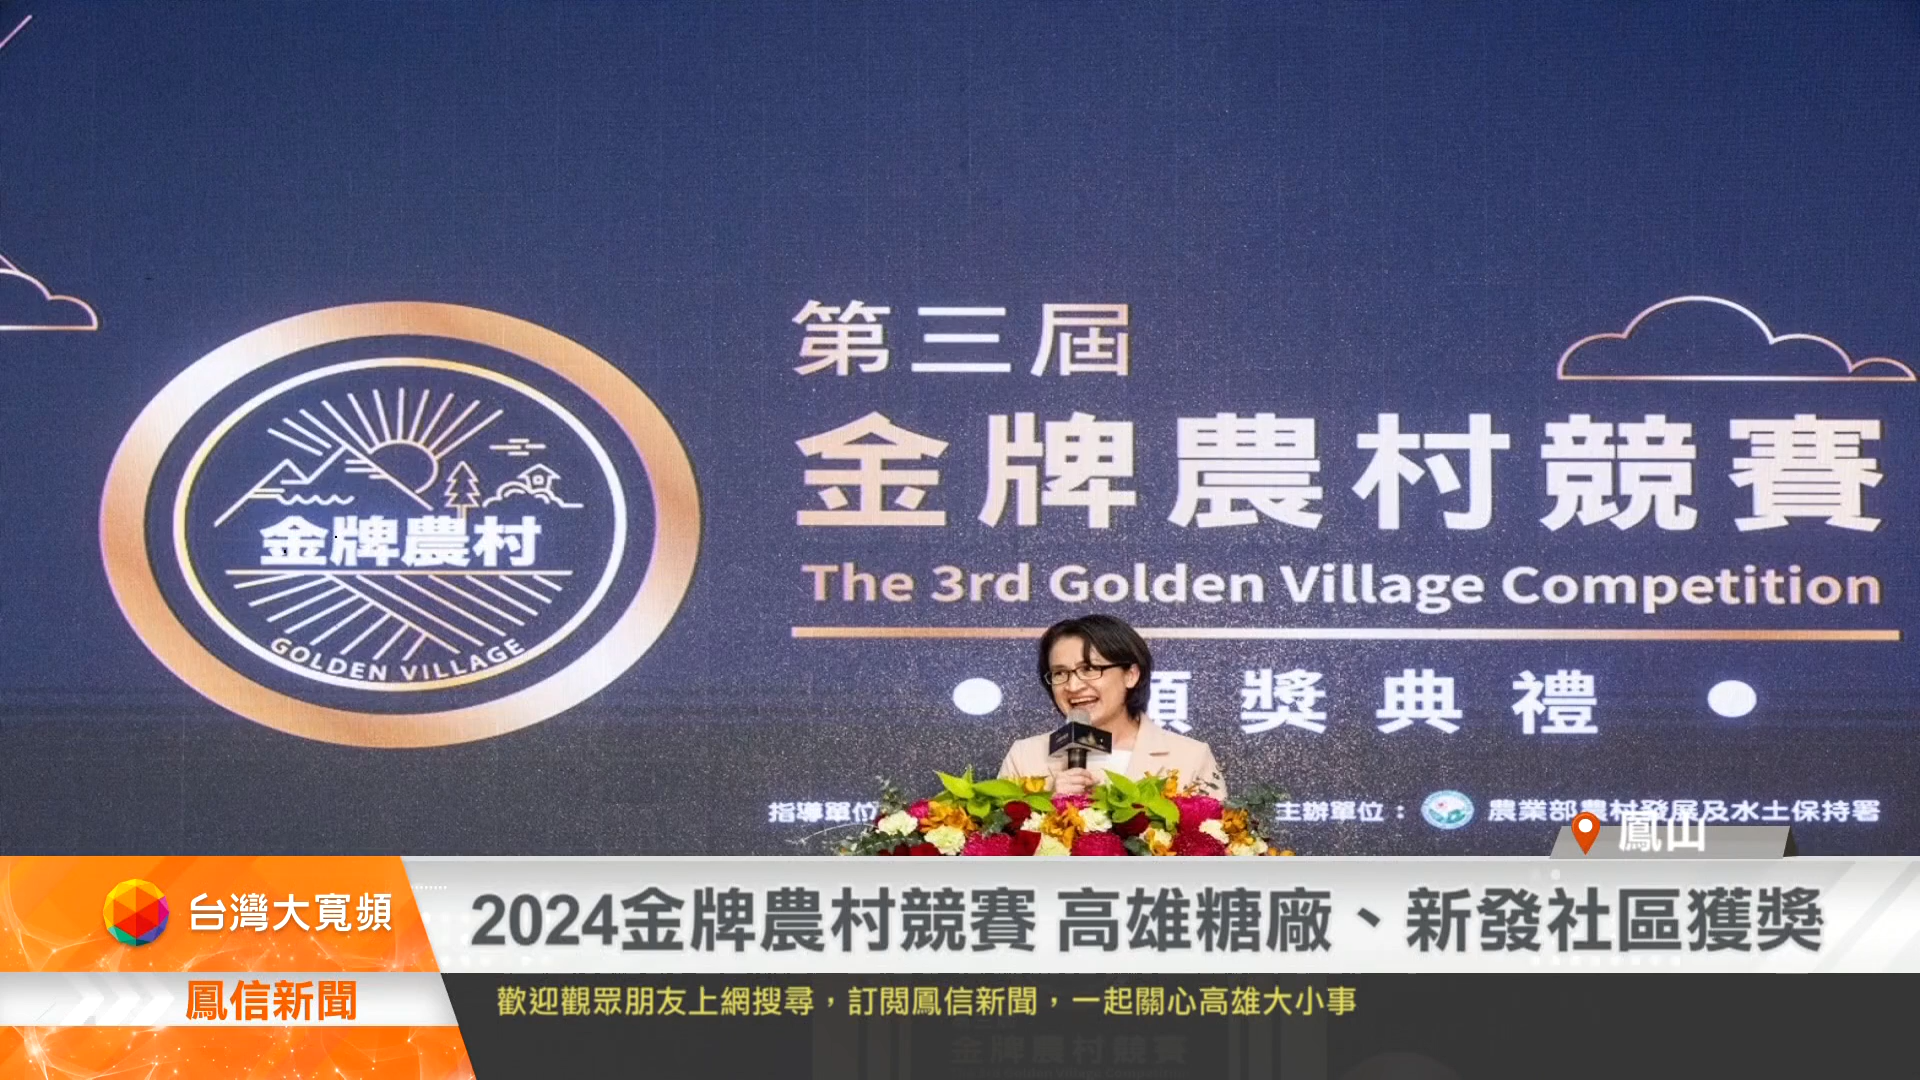 第三屆
金牌農村競賽
The 3rd Golden Village Competition
頒獎典禮
指導單位
主辦單位：農業部農村發展及水土保持署
金牌農村
GOLDEN VILLAGE
鳳山
台灣大寬頻
2024金牌農村競賽 高雄糖廠、新發社區獲獎
鳳信新聞
歡迎觀眾朋友上網搜尋，訂閱鳳信新聞，一起關心高雄大小事